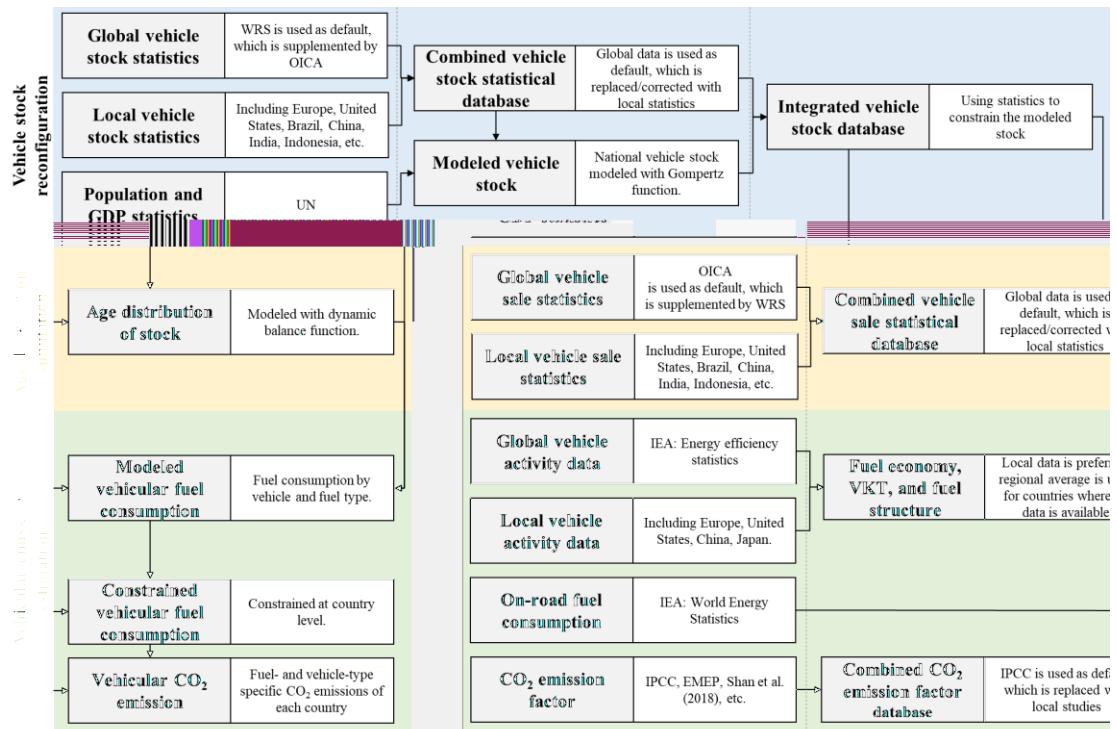 Vehicle stock
reconfiguration
Global vehicle
stock statistics
WRS is used as default,
which is supplemented by
OICA
Local vehicle
stock statistics
Including Europe, United
States, Brazil, China,
India, Indonesia, etc.
Population and
GDP statistics
UN
Combined vehicle
stock statistical
database
Global data is used as
default, which is
replaced/corrected with
local statistics
Modeled vehicle
stock
National vehicle stock
modeled with Gompertz
function.
Integrated vehicle
stock database
Using statistics to
constrain the modeled
stock
Age distribution
of stock
Modeled with dynamic
balance function.
Global vehicle
sale statistics
OICA
is used as default, which
is supplemented by WRS
Local vehicle sale
statistics
Including Europe, United
States, Brazil, China,
India, Indonesia, etc.
Combined vehicle
sale statistical
database
Global data is used
default, which is
replaced/corrected
local statistics
Modeled
vehicular fuel
consumption
Fuel consumption by
vehicle and fuel type.
Constrained
vehicular fuel
consumption
Constrained at country
level.
Vehicular CO₂
emission
Fuel- and vehicle-type
specific CO₂ emissions of
each country
Global vehicle
activity data
IEA: Energy efficiency
statistics
Local vehicle
activity data
Including Europe, United
States, China, Japan.
Fuel economy,
VKT, and fuel
structure
Local data is
regional average is
for countries where
data is available
On-road fuel
consumption
IEA: World Energy
Statistics
CO₂ emission
factor
IPCC, EMEP, Shan et al.
(2018), etc.
Combined CO₂
emission factor
database
IPCC is used as
which is replaced
local studies